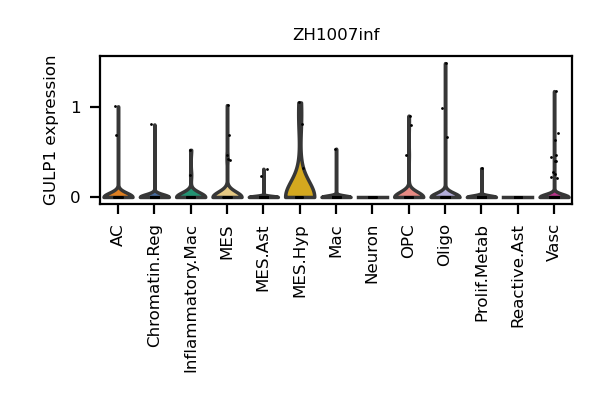 ZH1007inf
GULP1 expression
1
0
AC
Chromatin.Reg
Inflammatory.Mac
MES
MES.Ast
MES.Hyp
Mac
Neuron
OPC
Oligo
Prolif.Metab
Reactive.Ast
Vasc